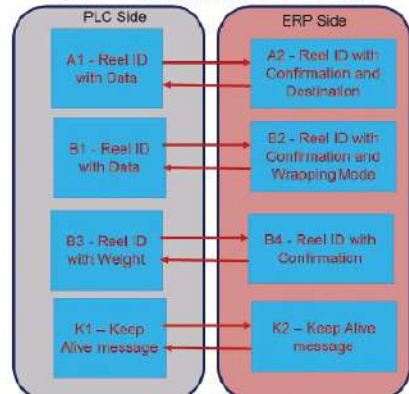 PLC Side
ERP Side
A1 - Reel ID
with Data
A2 - Reel ID with
Confirmation and
Destination
B1 - Reel ID
with Data
B2 - Reel ID with
Confirmation and
Wrapping Mode
B3 - Reel ID
with Weight
B4 - Reel ID with
Confirmation
K1 – Keep
Alive message
K2 – Keep Alive
message